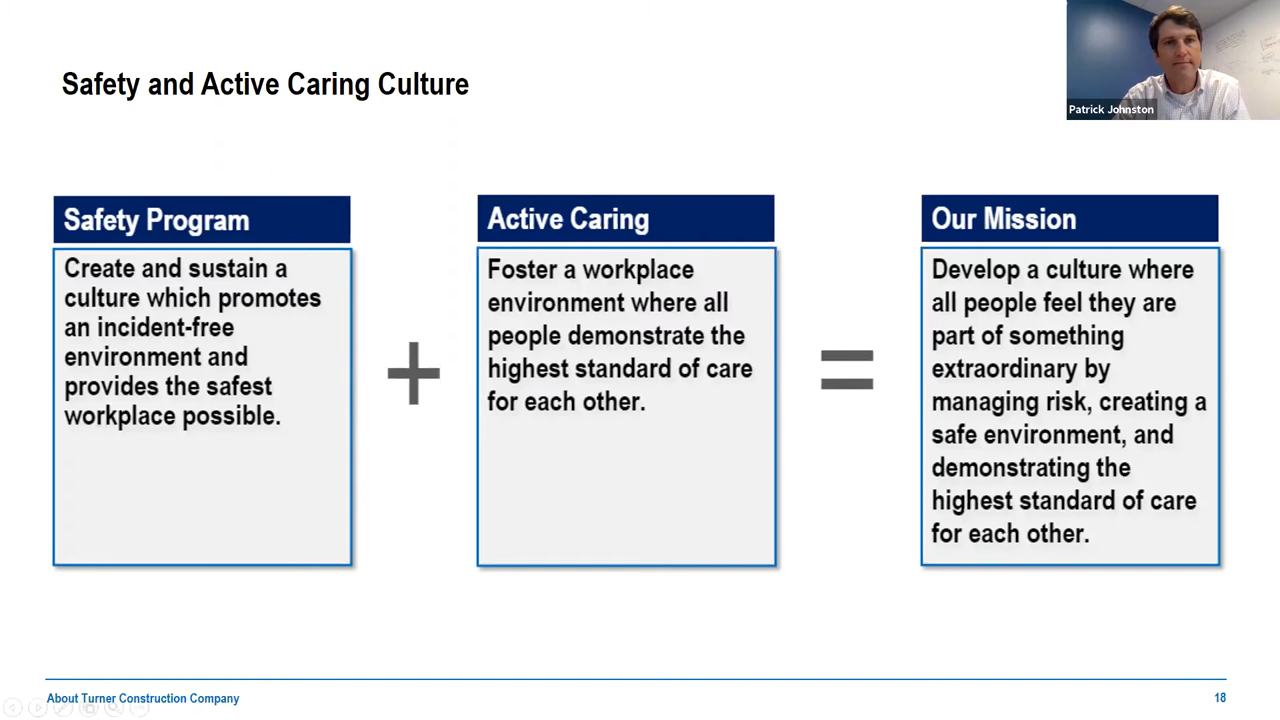 Safety and Active Caring Culture
Patrick Johnston
Safety Program
Create and sustain a
culture which promotes
an incident-free
environment and
provides the safest
workplace possible.
+
Active Caring
Foster a workplace
environment where all
people demonstrate the
highest standard of care
for each other.
=
Our Mission
Develop a culture where
all people feel they are
part of something
extraordinary by
managing risk, creating a
safe environment, and
demonstrating the
highest standard of care
for each other.
About Turner Construction Company
18